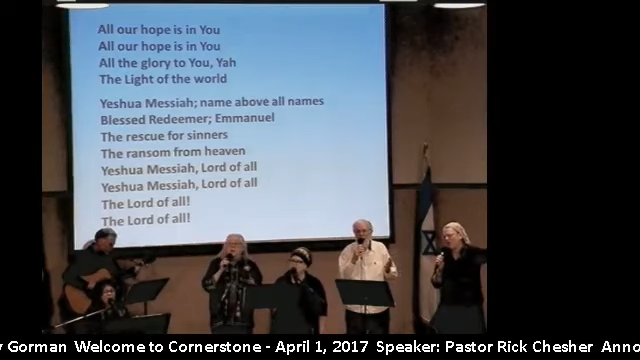 All our hope is in You
All our hope is in You
All the glory to You, Yah
The Light of the world
Yeshua Messiah; name above all names
Blessed Redeemer; Emmanuel
The rescue for sinners
The ransom from heaven
Yeshua Messiah, Lord of all
Yeshua Messiah, Lord of all
The Lord of all!
The Lord of all!
y Gorman Welcome to Cornerstone - April 1, 2017 Speaker: Pastor Rick Chesher Anno